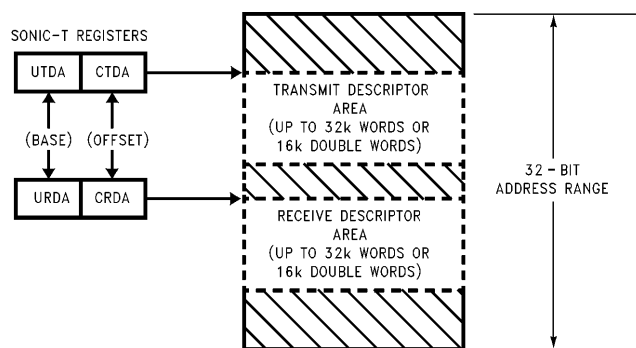 SONIC-T REGISTERS
UTDA CTDA
(BASE) (OFFSET)
URDA CRDA
TRANSMIT DESCRIPTOR
AREA
(UP TO 32k WORDS OR
16k DOUBLE WORDS)
RECEIVE DESCRIPTOR
AREA
(UP TO 32k WORDS OR
16k DOUBLE WORDS)
32-BIT
ADDRESS RANGE